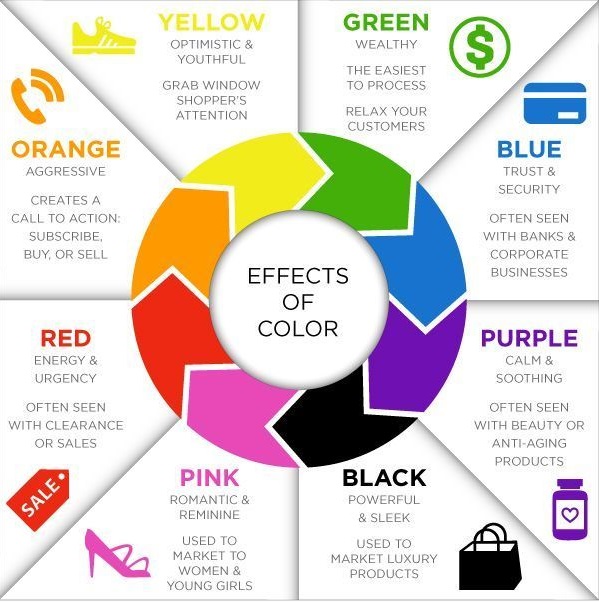 YELLOW
OPTIMISTIC &
YOUTHFUL
GRAB WINDOW
SHOPPER'S
ATTENTION
GREEN
WEALTHY
THE EASIEST
TO PROCESS
RELAX YOUR
CUSTOMERS
$
ORANGE
AGGRESSIVE
CREATES A
CALL TO ACTION:
SUBSCRIBE,
BUY, OR SELL
BLUE
TRUST &
SECURITY
OFTEN SEEN
WITH BANKS &
CORPORATE
BUSINESSES
EFFECTS
OF
COLOR
RED
ENERGY &
URGENCY
OFTEN SEEN
WITH CLEARANCE
OR SALES
SALE
PURPLE
CALM &
SOOTHING
OFTEN SEEN
WITH BEAUTY OR
ANTI-AGING
PRODUCTS
PINK
ROMANTIC &
REMININE
USED TO
MARKET TO
WOMEN &
YOUNG GIRLS
BLACK
POWERFUL
& SLEEK
USED TO
MARKET LUXURY
PRODUCTS